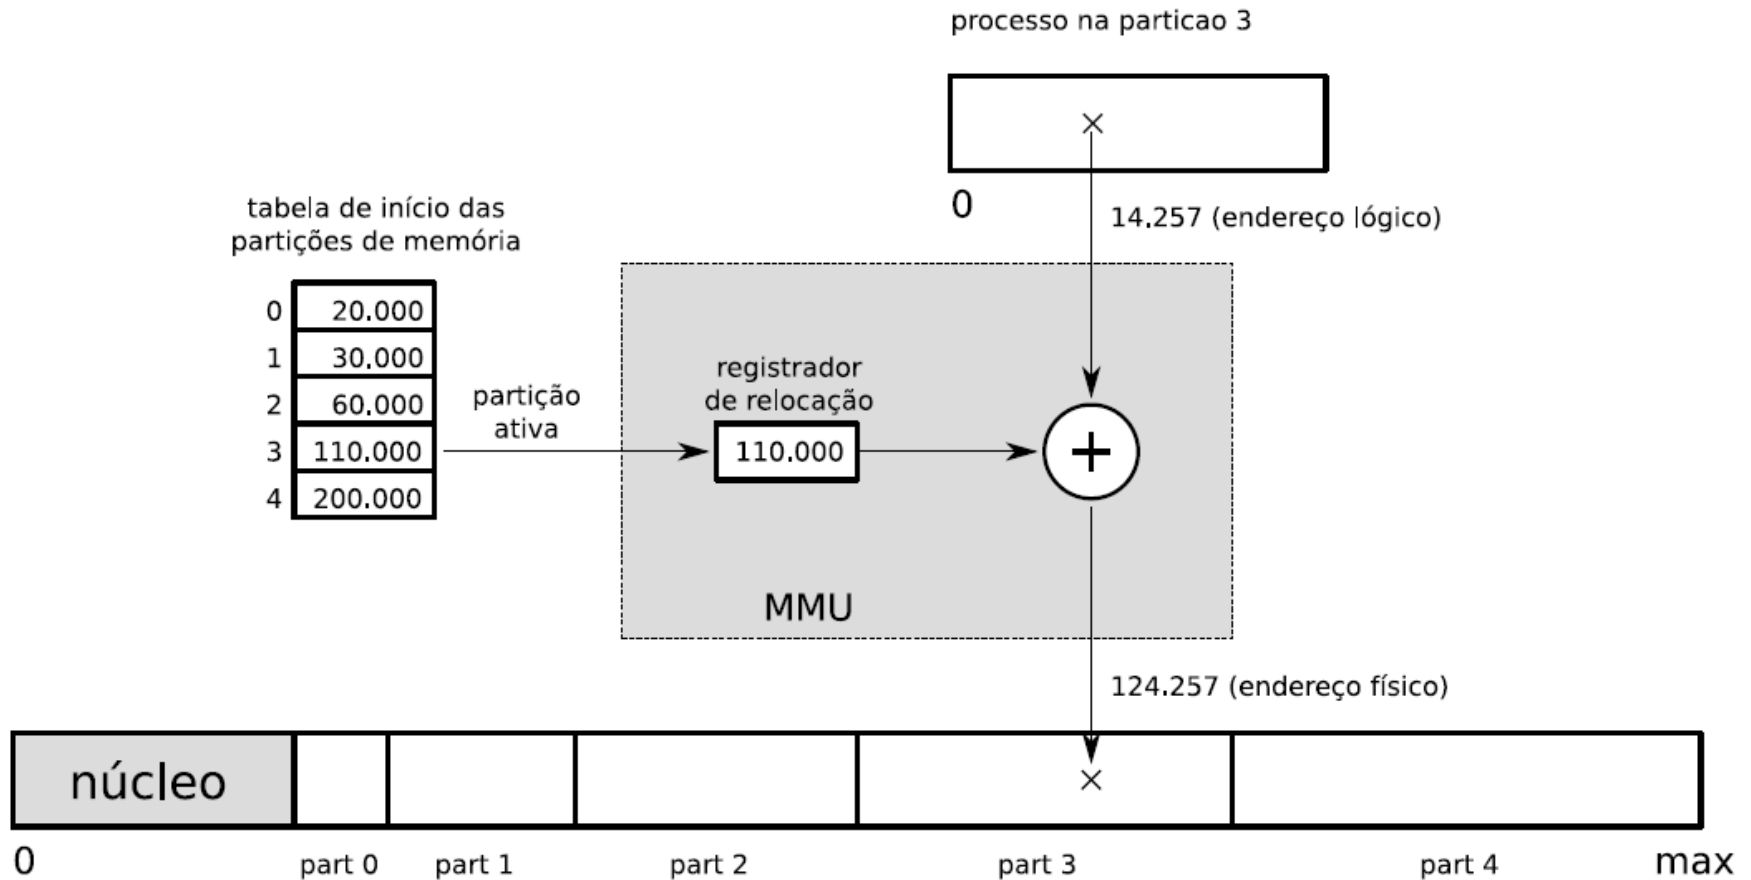 processo na particao 3
0
14.257 (endereço lógico)
tabela de início das
partições de memória
0 20.000
1 30.000
2 60.000
3 110.000
4 200.000
partição
ativa
registrador
de relocação
110.000
+
MMU
124.257 (endereço físico)
núcleo
0 part 0 part 1 part 2 part 3 part 4 max